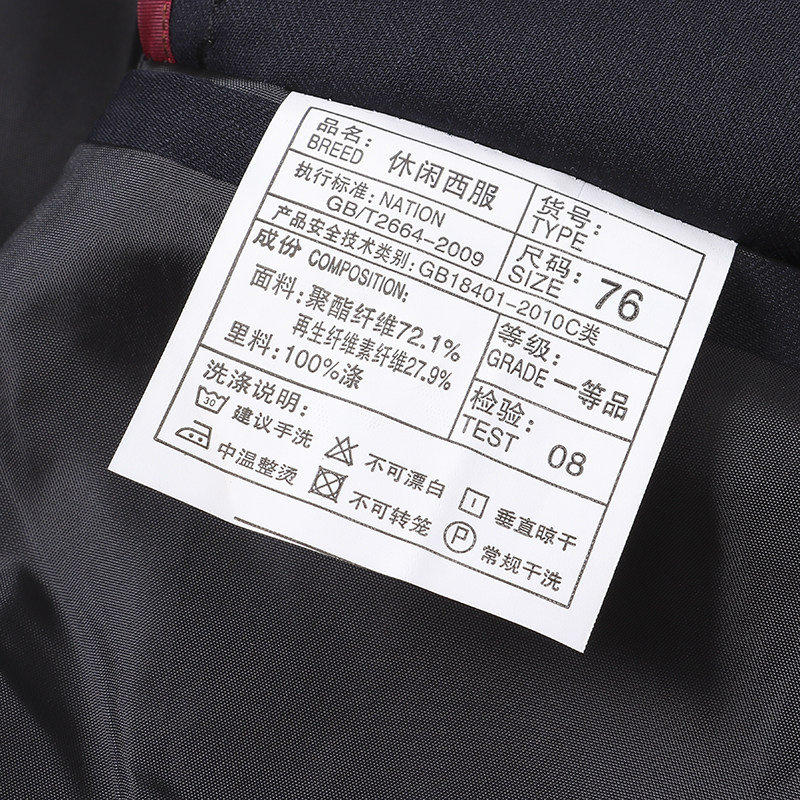 品名:
BREED 休闲西服
货号:
TYPE
执行标准: NATION
GB/T2664-2009
尺码:
SIZE 76
产品安全技术类别: GB18401-2010C类
成份 COMPOSITION:
面料: 聚酯纤维72.1%
再生纤维素纤维27.9%
里料: 100%涤
等级:
GRADE 一等品
检验:
TEST 08
洗涤说明:
30 建议手洗 不可漂白 垂直晾干
中温整烫 不可转笼 P 常规干洗